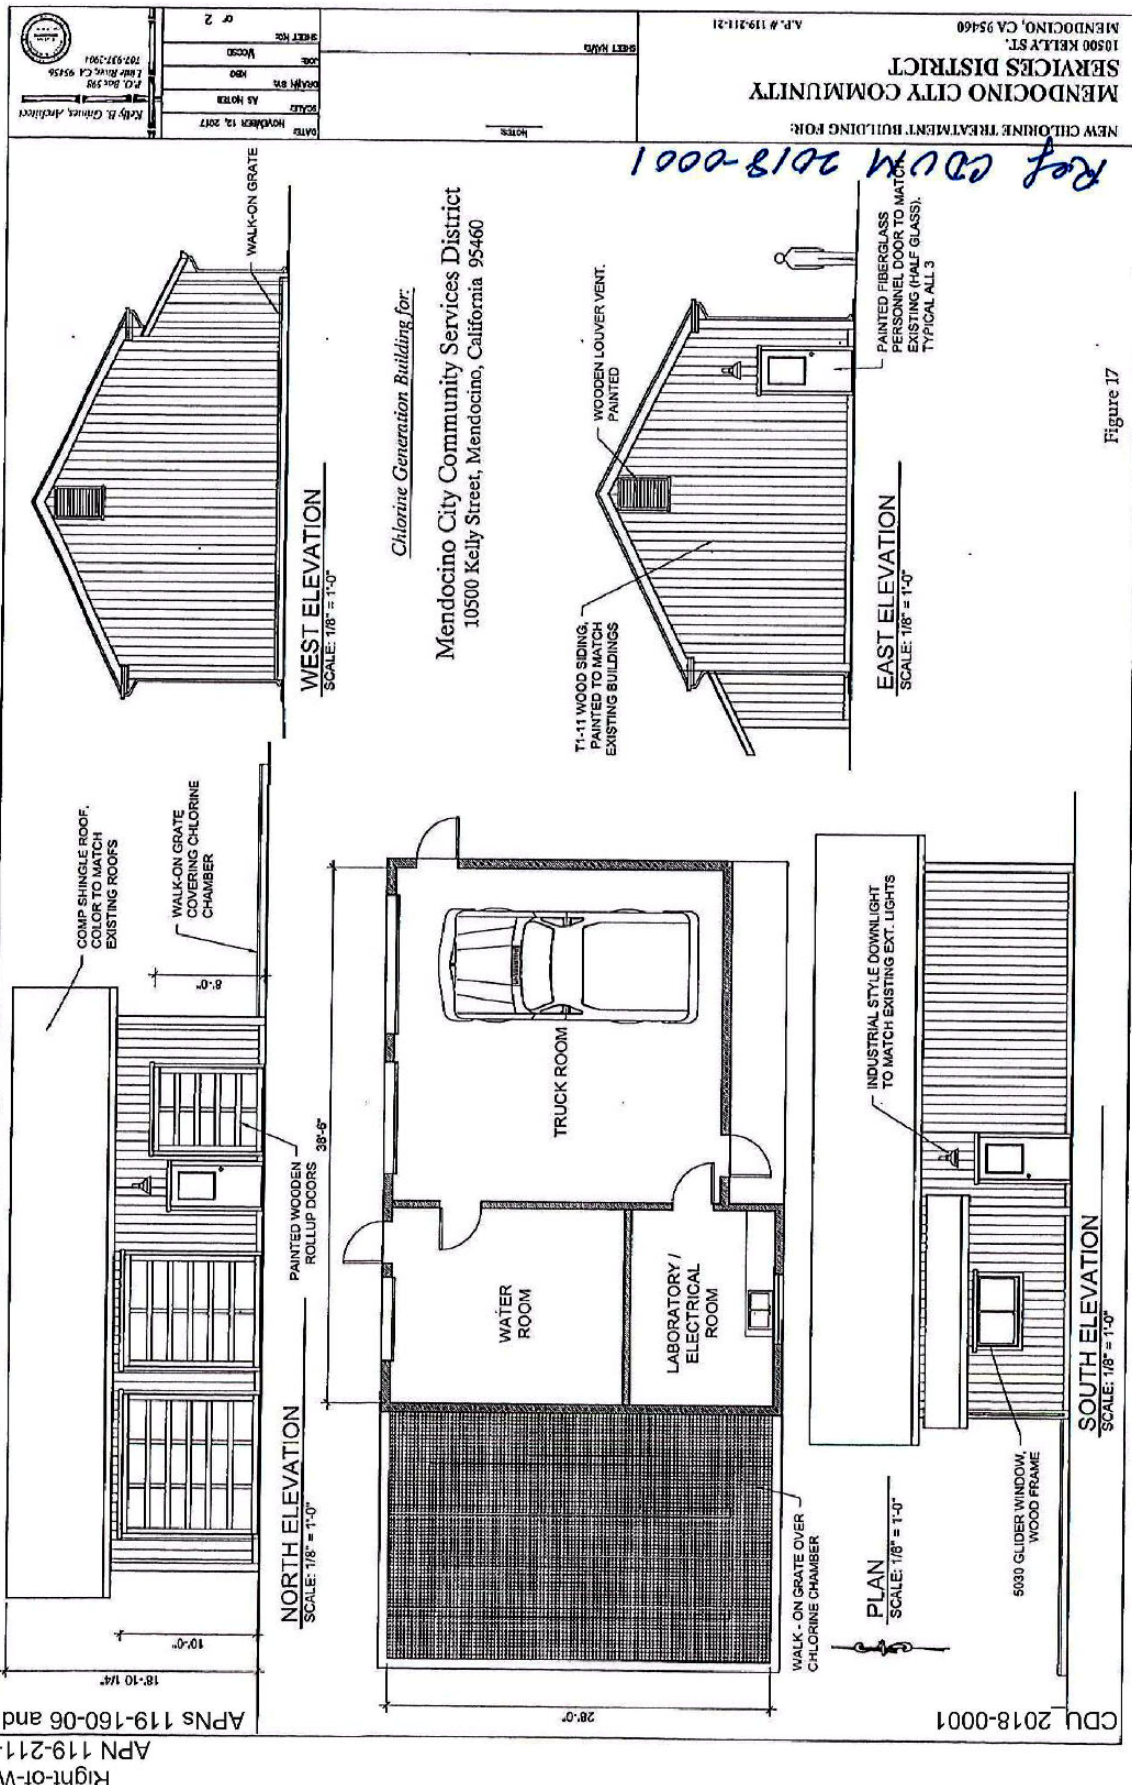 Right-of-W
APN 119-211-
APNs 119-160-06 and
CDU_2018-0001
COMP SHINGLE ROOF,
COLOR TO MATCH
EXISTING ROOFS
WALK-ON GRATE
COVERING CHLORINE
CHAMBER
8'-0"
18'-10 1/4"
10'-0"
PAINTED WOODEN
ROLLUP DOORS
NORTH ELEVATION
SCALE: 1/8" = 1'-0"
WALK-ON GRATE
WEST ELEVATION
SCALE: 1/8" = 1'-0"
Chlorine Generation Building for:
Mendocino City Community Services District
10500 Kelly Street, Mendocino, California 95460
38'-6"
28'-0"
WATER
ROOM
TRUCK ROOM
LABORATORY /
ELECTRICAL
ROOM
WALK - ON GRATE OVER
CHLORINE CHAMBER
PLAN
SCALE: 1/8" = 1'-0"
T1-11 WOOD SIDING,
PAINTED TO MATCH
EXISTING BUILDINGS
WOODEN LOUVER VENT.
PAINTED
PAINTED FIBERGLASS
PERSONNEL DOOR TO MATCH
EXISTING (HALF GLASS).
TYPICAL ALL 3
EAST ELEVATION
SCALE: 1/8" = 1'-0"
INDUSTRIAL STYLE DOWNLIGHT
TO MATCH EXISTING EXT. LIGHTS
5030 GLIDER WINDOW,
WOOD FRAME
SOUTH ELEVATION
SCALE: 1/8" = 1'-0"
Figure 17
Ref CDUM 2018-0001
NEW CHLORINE TREATMENT BUILDING FOR:
MENDOCINO CITY COMMUNITY
SERVICES DISTRICT
10500 KELLY ST.
MENDOCINO, CA 95460
A.P. # 119-211-21
NOTES:
SHEET NAME:
DATE:
NOVEMBER 12, 2017
SCALE:
AS NOTED
DRAWN BY:
KBG
JOB:
MCCSD
SHEET NO:
OF 2
Kelly B. Grimes, Architect
P.O. Box 598
Little River, CA 95456
707-937-2904